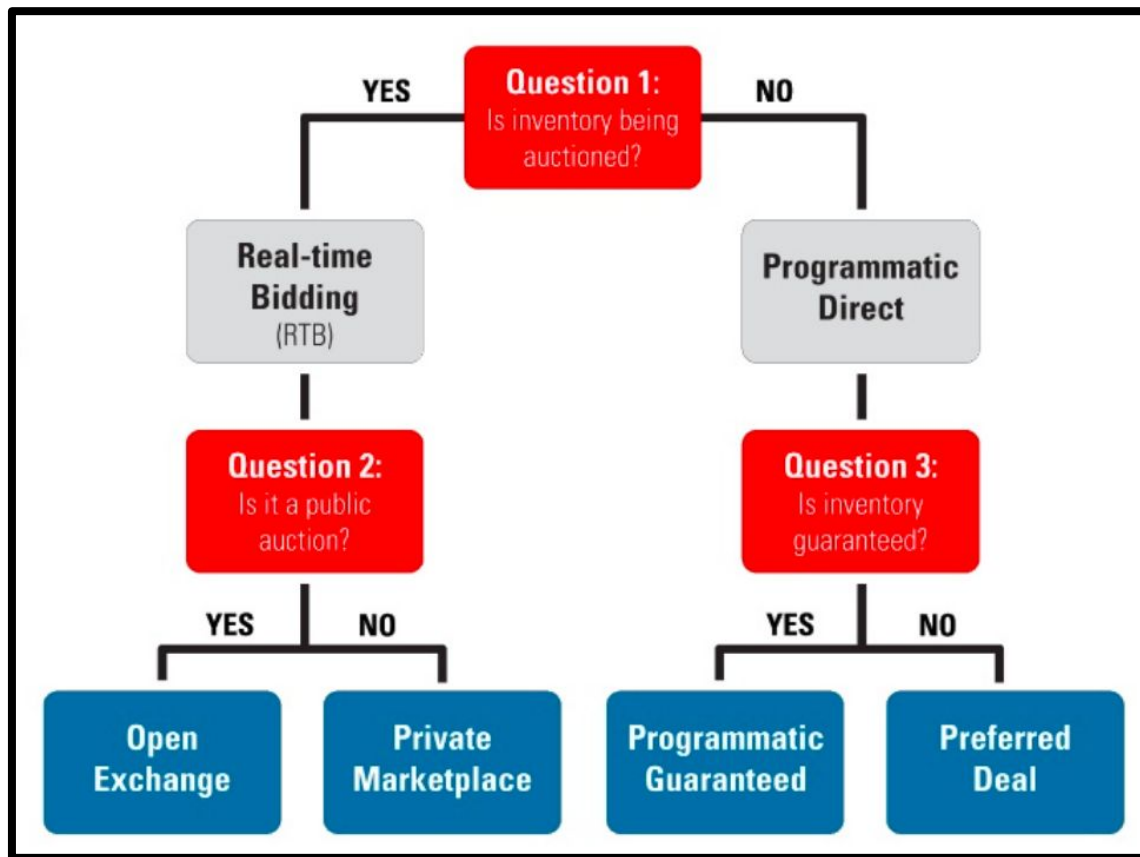 Question 1:
Is inventory being
auctioned?
YES
NO
Real-time
Bidding
(RTB)
Programmatic
Direct
Question 2:
Is it a public
auction?
Question 3:
Is inventory
guaranteed?
YES
NO
YES
NO
Open
Exchange
Private
Marketplace
Programmatic
Guaranteed
Preferred
Deal